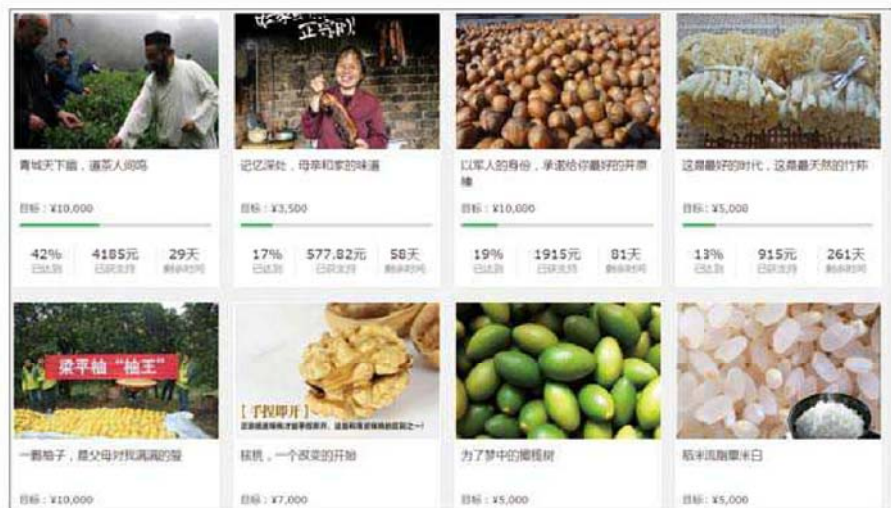 正宗的!
青城天下幽，道茶人间鸣
目标：¥10,000
42%
4185元
29天
已达到
已获支持
剩余时间
记忆深处，母亲和家的味道
目标：¥3,500
17%
577.82元
58天
已达到
已获支持
剩余时间
以军人的身份，承诺给你最好的开原
榛
目标：¥10,000
19%
1915元
81天
已达到
已获支持
剩余时间
这是最好的时代，这是最天然的竹荪
目标：¥5,000
13%
915元
261天
已达到
已获支持
剩余时间
梁平柚“柚王”
一瓣柚子，是父母对我满满的爱
目标：¥10,000
【手捏即开】
核桃，一个改变的开始
目标：¥7,000
为了梦中的橄榄树
目标：¥5,000
稻米流脂粟米白
目标：¥5,000